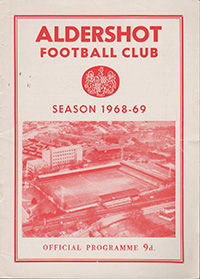 ALDERSHOT
FOOTBALL CLUB
SEASON 1968-69
OFFICIAL PROGRAMME 9d.